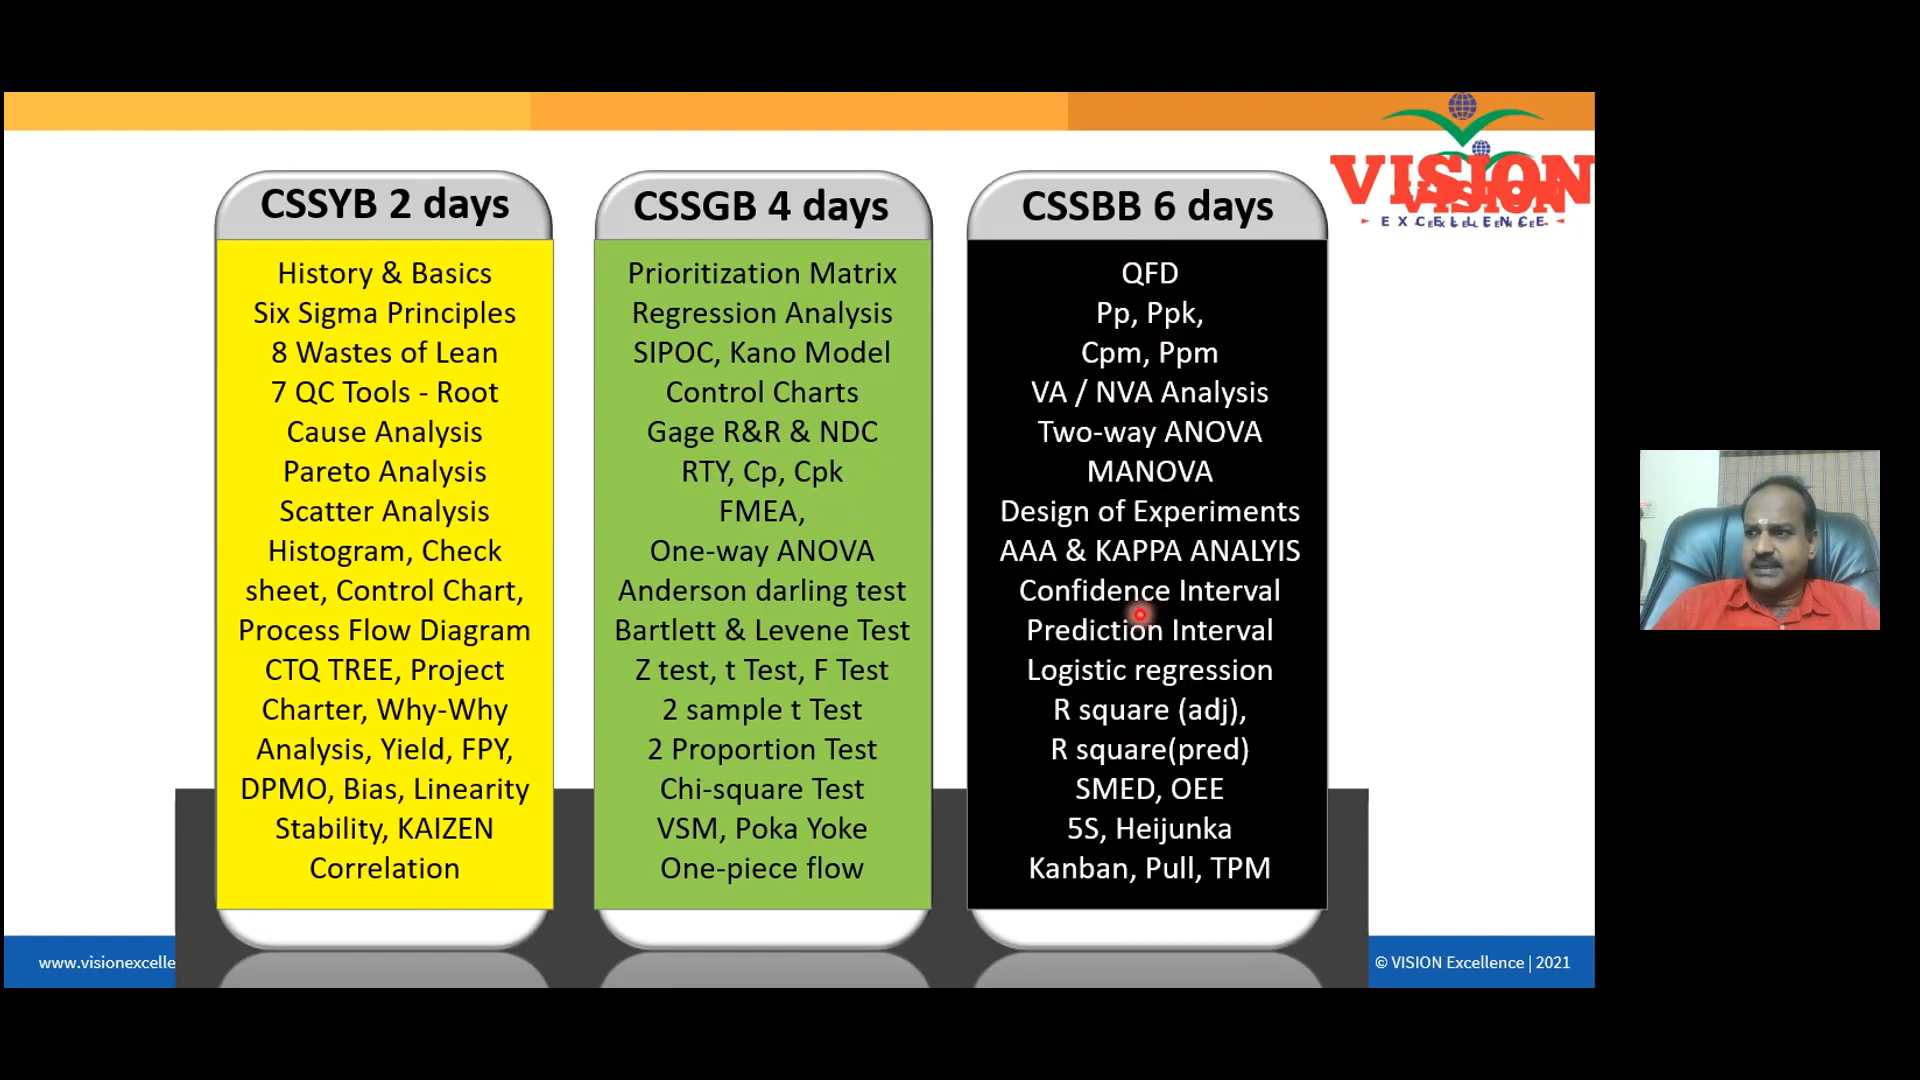 VISION
VISION
EXCELLENCE
EXCELLENCE
CSSYB 2 days
History & Basics
Six Sigma Principles
8 Wastes of Lean
7 QC Tools - Root
Cause Analysis
Pareto Analysis
Scatter Analysis
Histogram, Check
sheet, Control Chart,
Process Flow Diagram
CTQ TREE, Project
Charter, Why-Why
Analysis, Yield, FPY,
DPMO, Bias, Linearity
Stability, KAIZEN
Correlation
CSSGB 4 days
Prioritization Matrix
Regression Analysis
SIPOC, Kano Model
Control Charts
Gage R&R & NDC
RTY, Cp, Cpk
FMEA,
One-way ANOVA
Anderson darling test
Bartlett & Levene Test
Z test, t Test, F Test
2 sample t Test
2 Proportion Test
Chi-square Test
VSM, Poka Yoke
One-piece flow
CSSBB 6 days
QFD
Pp, Ppk,
Cpm, Ppm
VA / NVA Analysis
Two-way ANOVA
MANOVA
Design of Experiments
AAA & KAPPA ANALYIS
Confidence Interval
Prediction Interval
Logistic regression
R square (adj),
R square(pred)
SMED, OEE
5S, Heijunka
Kanban, Pull, TPM
www.visionexcelle
© VISION Excellence | 2021